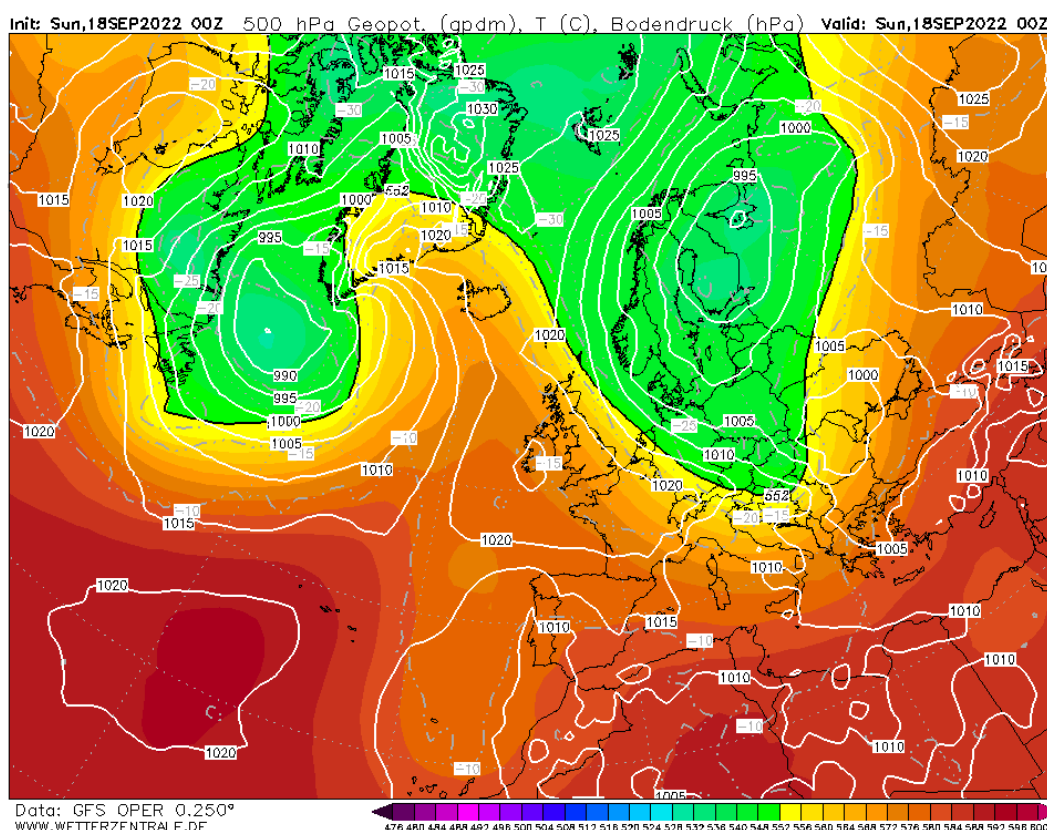 Init: Sun,18SEP2022 00Z 500 hPa Geopot. (gpdm), T (C), Bodendruck (hPa) Valid: Sun,18SEP2022 00Z
1015 1025 -20 -30 -30 1030 1025 -20 1000 -15
1005 1025 1020
1010 1025 995
1015 1020 1000 552 1010 -20 -30 1005
1015 995 -15 1020 15 -15
-15 -25 1015 10
-20 1010
1020 1005 1015
990 1000
995 -20 -10
1020 1000 -10 -25 1005
1005 -15 1010 1010 -15 1010 1010
1020 552
-10 1015 -20 -15
1020 1005
1020 1010
1010 1015 -10 1010
1010 1010
1020 -10 1010
-10
1005
Data: GFS OPER 0.250°
WWW.WETTERZENTRALE.DE
476 480 484 488 492 496 500 504 508 512 516 520 524 528 532 536 540 548 552 556 560 564 568 572 576 580 584 588 592 596 600